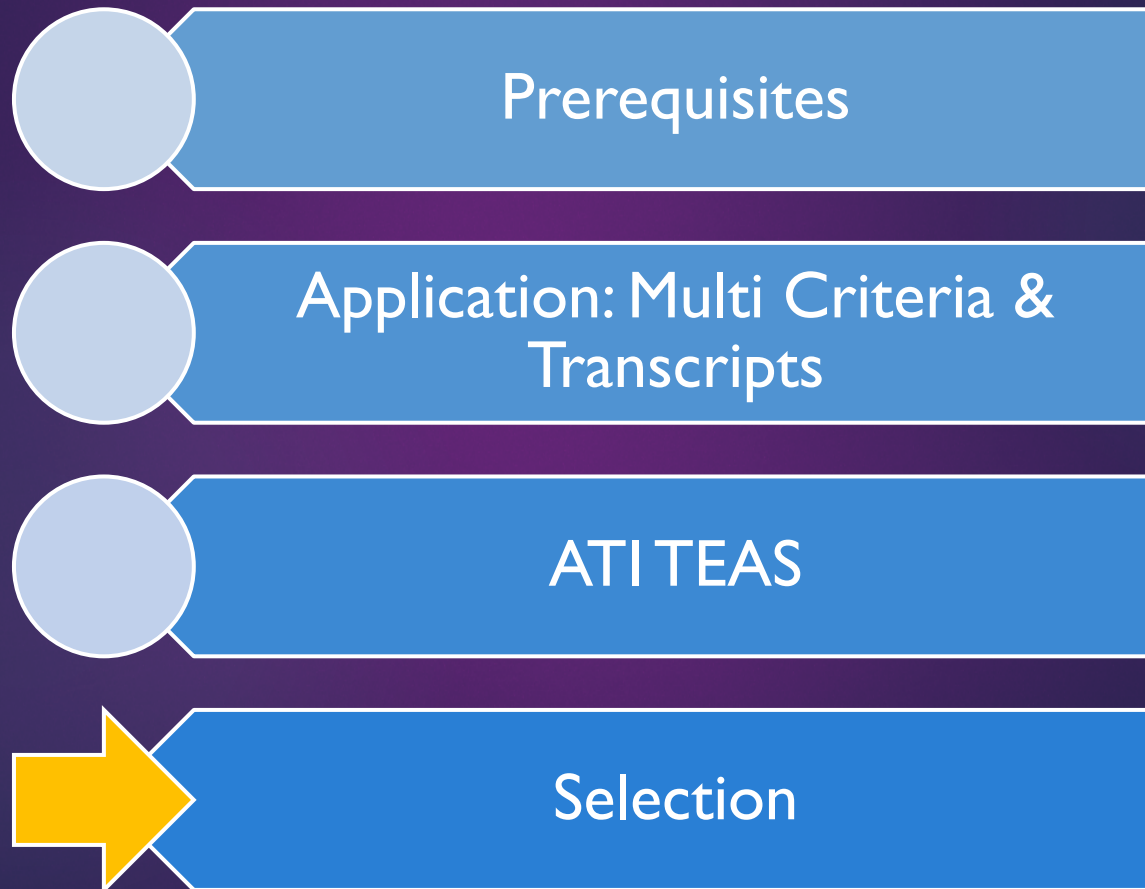 Prerequisites
Application: Multi Criteria &
Transcripts
ATI TEAS
Selection